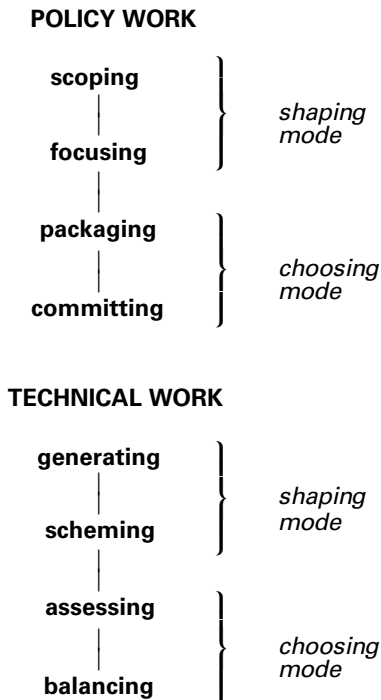 POLICY WORK
scoping
shaping
mode
focusing
packaging
choosing
mode
committing
TECHNICAL WORK
generating
shaping
mode
scheming
assessing
choosing
mode
balancing